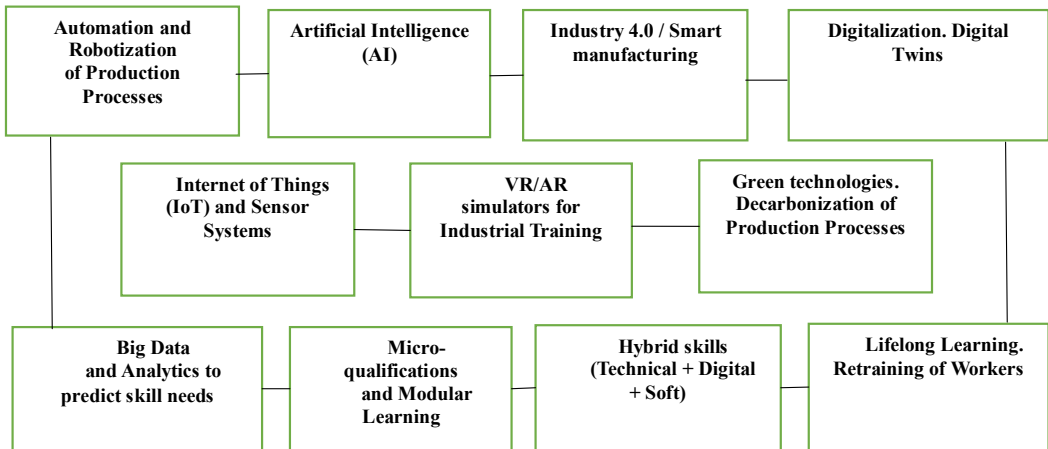 Automation and
Robotization
of Production
Processes
Artificial Intelligence
(AI)
Industry 4.0 / Smart
manufacturing
Digitalization. Digital
Twins
Internet of Things
(IoT) and Sensor
Systems
VR/AR
simulators for
Industrial Training
Green technologies.
Decarbonization of
Production Processes
Big Data
and Analytics to
predict skill needs
Micro-
qualifications
and Modular
Learning
Hybrid skills
(Technical + Digital
+ Soft)
Lifelong Learning.
Retraining of Workers